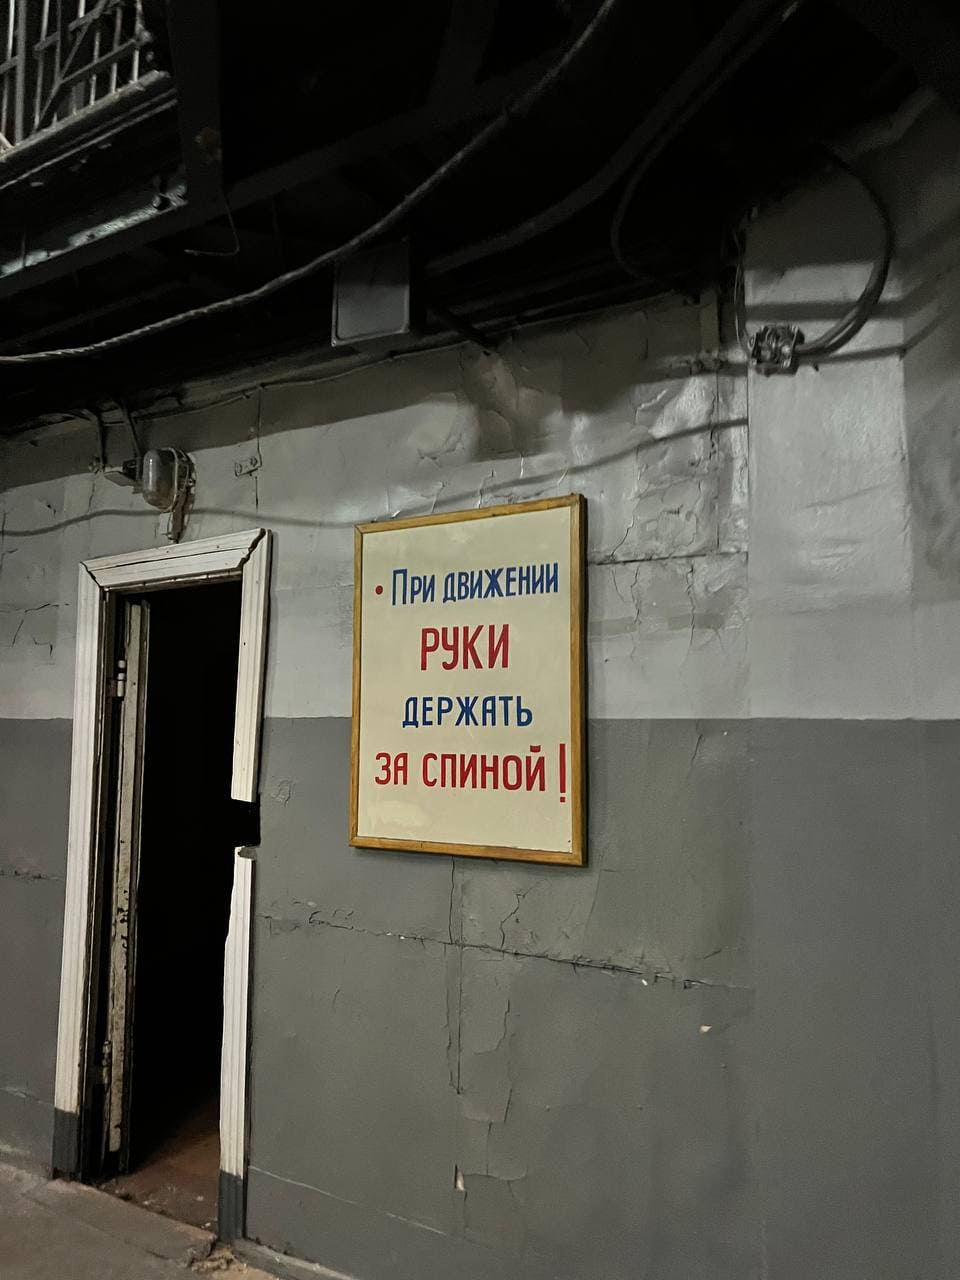 • При движении
руки
держать
за спиной!